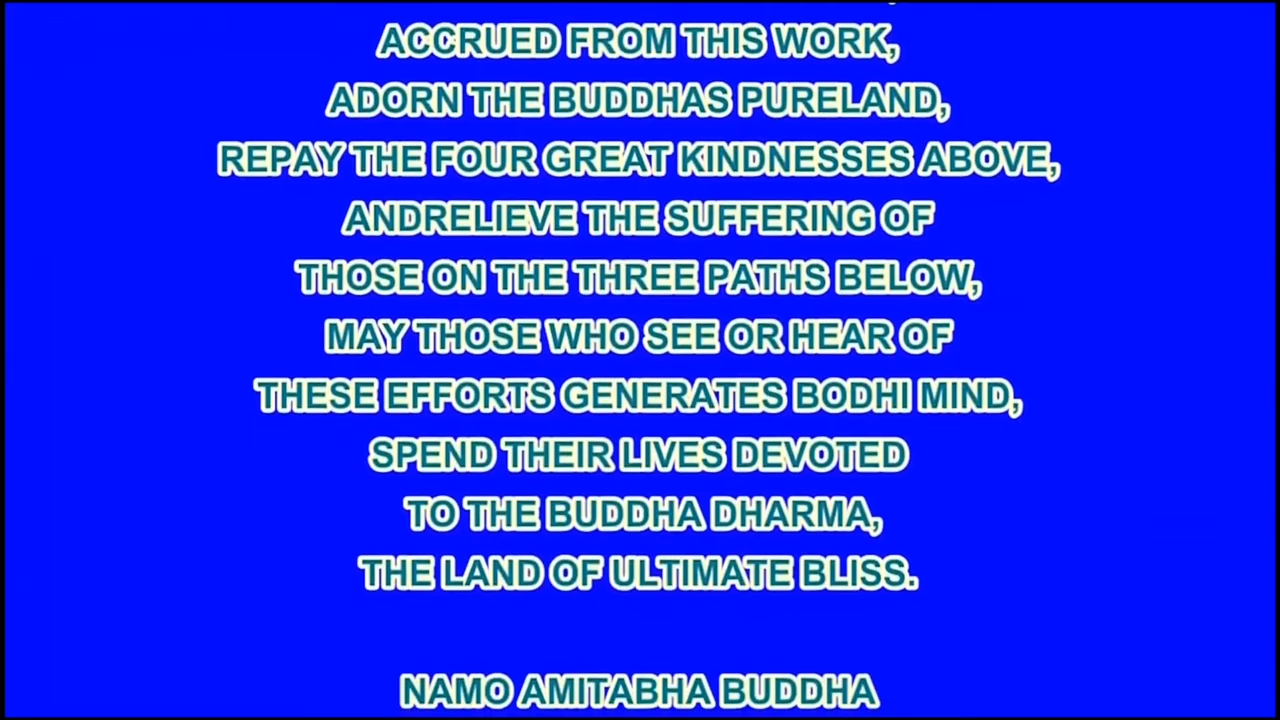 ACCRUED FROM THIS WORK,
ADORN THE BUDDHAS PURELAND,
REPAY THE FOUR GREAT KINDNESSES ABOVE,
ANDRELIEVE THE SUFFERING OF
THOSE ON THE THREE PATHS BELOW,
MAY THOSE WHO SEE OR HEAR OF
THESE EFFORTS GENERATES BODHI MIND,
SPEND THEIR LIVES DEVOTED
TO THE BUDDHA DHARMA,
THE LAND OF ULTIMATE BLISS.
NAMO AMITABHA BUDDHA